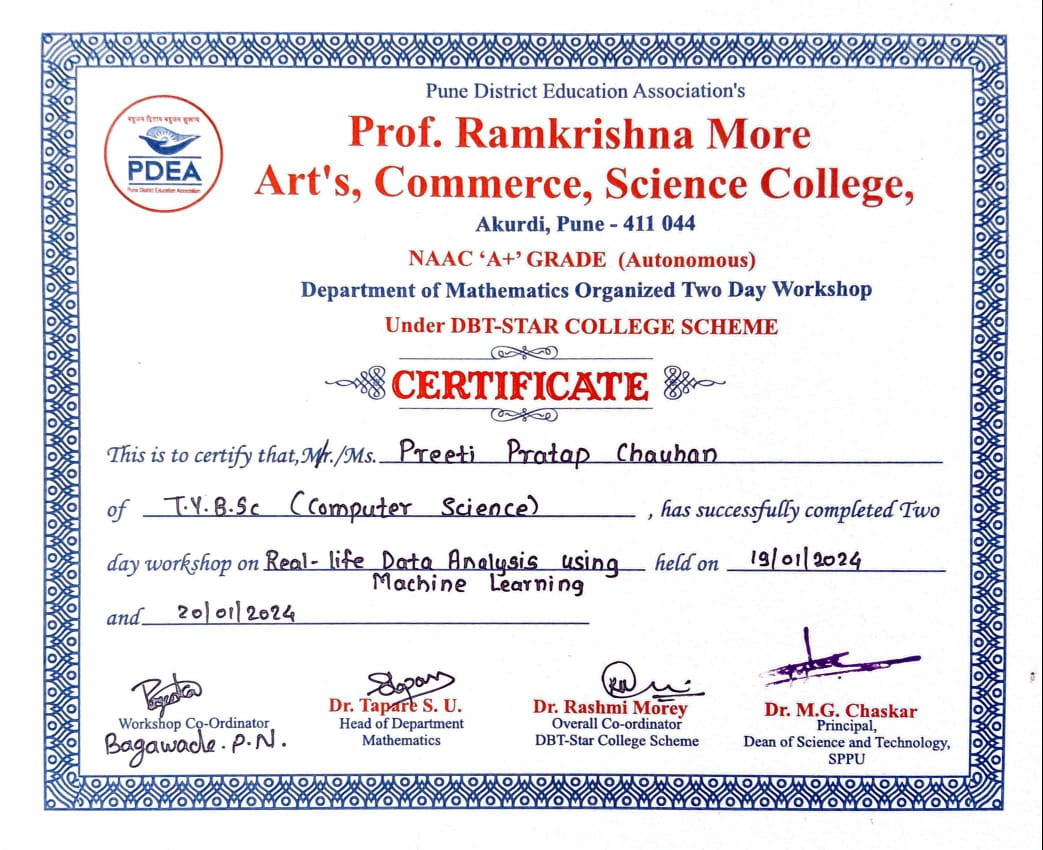 Pune District Education Association's
बहुजन हिताय बहुजन सुखाय
PDEA
Pune District Education Association
Prof. Ramkrishna More
Art's, Commerce, Science College,
Akurdi, Pune - 411 044
NAAC ‘A+’ GRADE (Autonomous)
Department of Mathematics Organized Two Day Workshop
Under DBT-STAR COLLEGE SCHEME
CERTIFICATE
This is to certify that, Mr./Ms. Preeti Pratap Chauhan
of T.Y.B.Sc (Computer Science) , has successfully completed Two
day workshop on Real-life Data Analysis using held on 19/01/2024
Machine Learning
and 20/01/2024
Dr. Tapare S. U.
Dr. Rashmi Morey
Dr. M.G. Chaskar
Workshop Co-Ordinator
Head of Department
Overall Co-ordinator
Principal,
Bagawade. P.N.
Mathematics
DBT-Star College Scheme
Dean of Science and Technology,
SPPU